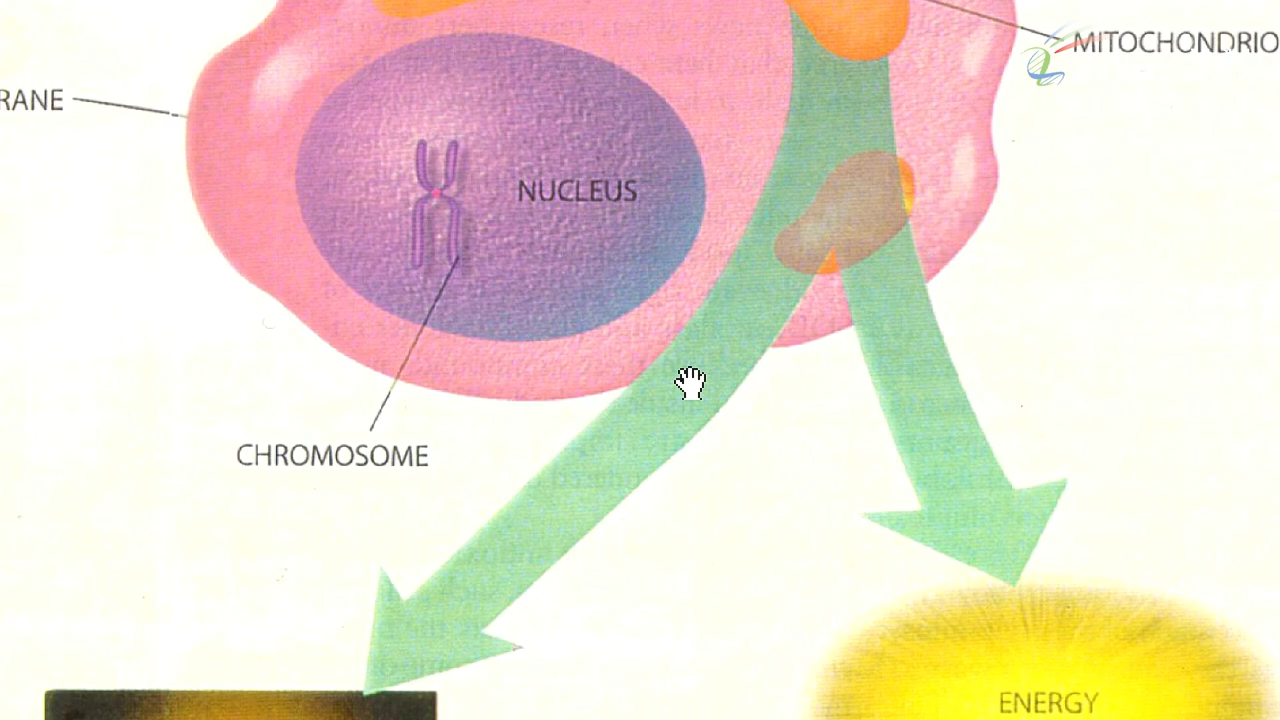 MITOCHONDRIO
RANE
NUCLEUS
CHROMOSOME
ENERGY